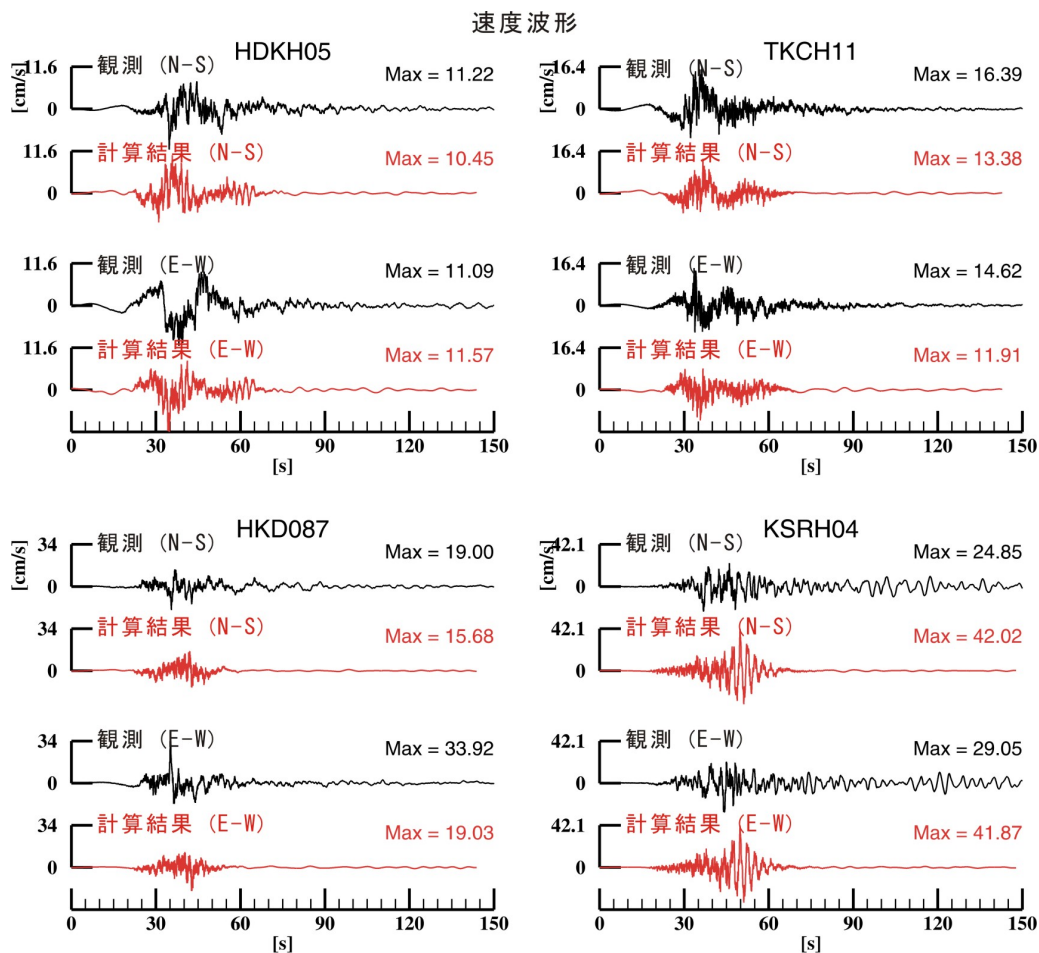 速度波形
HDKH05
[cm/s]
11.6
観測 (N-S)
Max = 11.22
0
11.6
計算結果 (N-S)
Max = 10.45
0
11.6
観測 (E-W)
Max = 11.09
0
11.6
計算結果 (E-W)
Max = 11.57
0
0 30 60 90 120 150
[s]
TKCH11
[cm/s]
16.4
観測 (N-S)
Max = 16.39
0
16.4
計算結果 (N-S)
Max = 13.38
0
16.4
観測 (E-W)
Max = 14.62
0
16.4
計算結果 (E-W)
Max = 11.91
0
0 30 60 90 120 150
[s]
HKD087
[cm/s]
34
観測 (N-S)
Max = 19.00
0
34
計算結果 (N-S)
Max = 15.68
0
34
観測 (E-W)
Max = 33.92
0
34
計算結果 (E-W)
Max = 19.03
0
0 30 60 90 120 150
[s]
KSRH04
[cm/s]
42.1
観測 (N-S)
Max = 24.85
0
42.1
計算結果 (N-S)
Max = 42.02
0
42.1
観測 (E-W)
Max = 29.05
0
42.1
計算結果 (E-W)
Max = 41.87
0
0 30 60 90 120 150
[s]